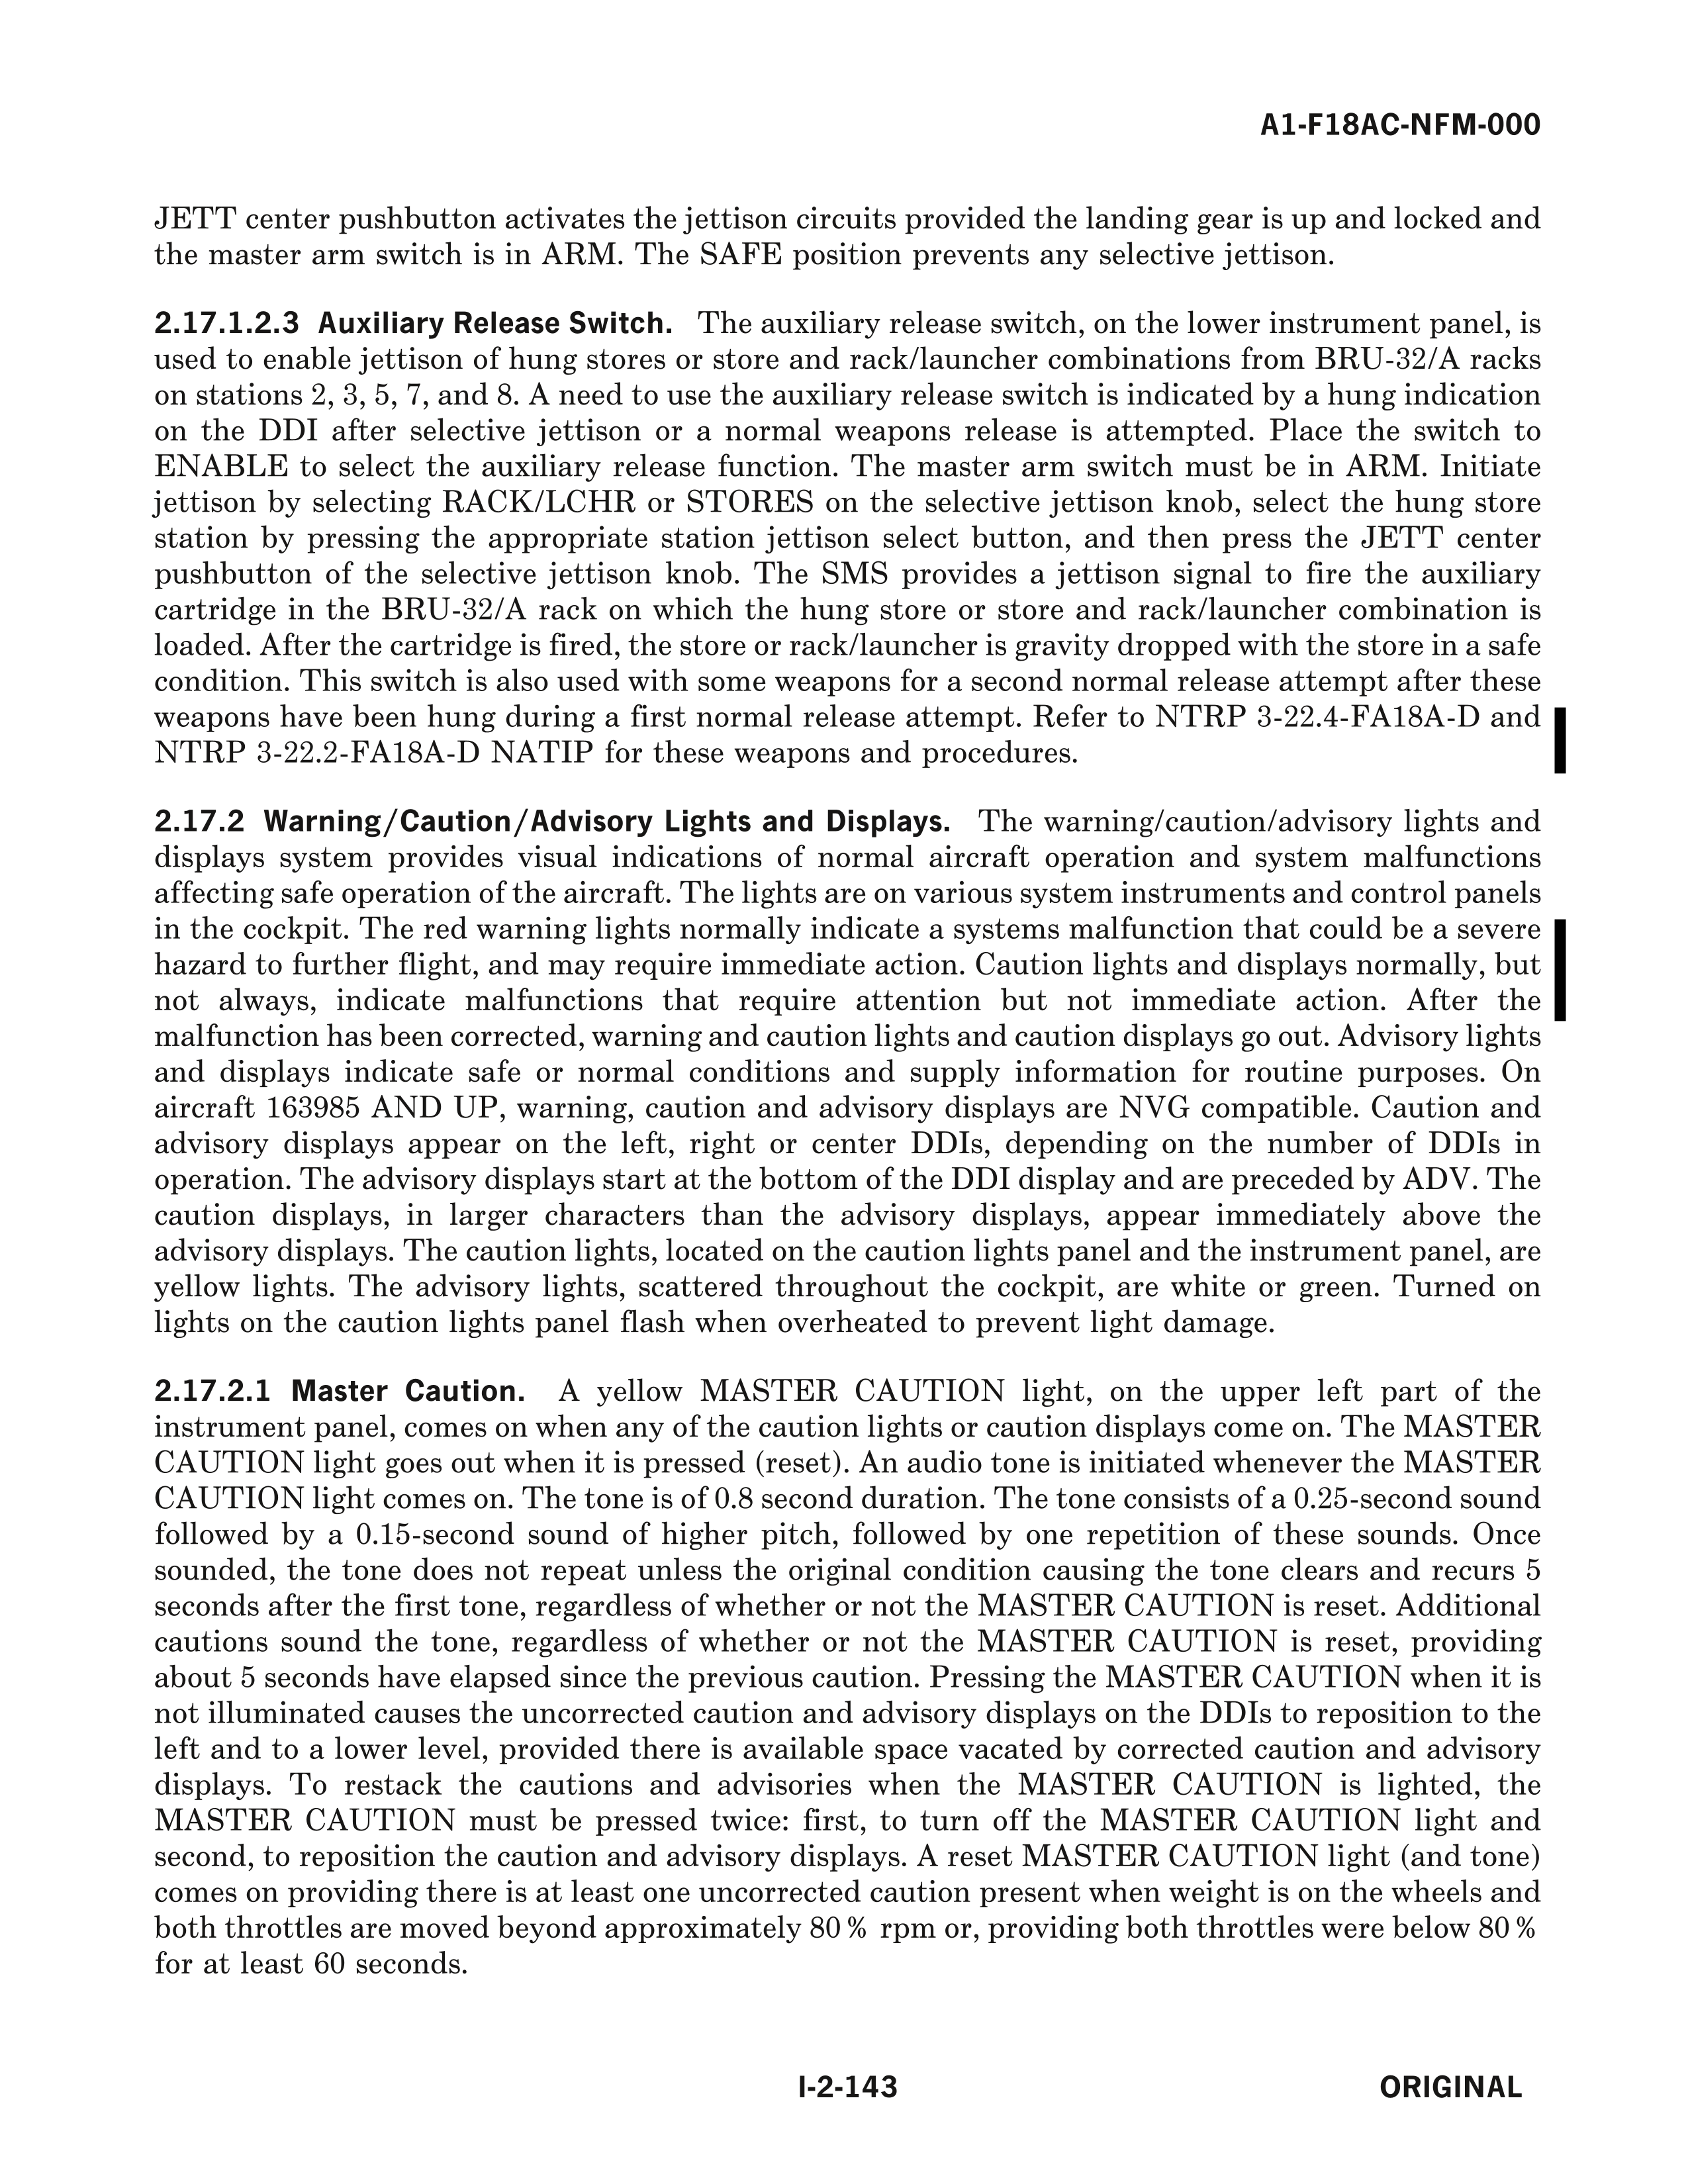 A1-F18AC-NFM-000
JETT center pushbutton activates the jettison circuits provided the landing gear is up and locked and
the master arm switch is in ARM. The SAFE position prevents any selective jettison.
2.17.1.2.3 Auxiliary Release Switch. The auxiliary release switch, on the lower instrument panel, is
used to enable jettison of hung stores or store and rack/launcher combinations from BRU-32/A racks
on stations 2, 3, 5, 7, and 8. A need to use the auxiliary release switch is indicated by a hung indication
on the DDI after selective jettison or a normal weapons release is attempted. Place the switch to
ENABLE to select the auxiliary release function. The master arm switch must be in ARM. Initiate
jettison by selecting RACK/LCHR or STORES on the selective jettison knob, select the hung store
station by pressing the appropriate station jettison select button, and then press the JETT center
pushbutton of the selective jettison knob. The SMS provides a jettison signal to fire the auxiliary
cartridge in the BRU-32/A rack on which the hung store or store and rack/launcher combination is
loaded. After the cartridge is fired, the store or rack/launcher is gravity dropped with the store in a safe
condition. This switch is also used with some weapons for a second normal release attempt after these
weapons have been hung during a first normal release attempt. Refer to NTRP 3-22.4-FA18A-D and
NTRP 3-22.2-FA18A-D NATIP for these weapons and procedures.
2.17.2 Warning/Caution/Advisory Lights and Displays. The warning/caution/advisory lights and
displays system provides visual indications of normal aircraft operation and system malfunctions
affecting safe operation of the aircraft. The lights are on various system instruments and control panels
in the cockpit. The red warning lights normally indicate a systems malfunction that could be a severe
hazard to further flight, and may require immediate action. Caution lights and displays normally, but
not always, indicate malfunctions that require attention but not immediate action. After the
malfunction has been corrected, warning and caution lights and caution displays go out. Advisory lights
and displays indicate safe or normal conditions and supply information for routine purposes. On
aircraft 163985 AND UP, warning, caution and advisory displays are NVG compatible. Caution and
advisory displays appear on the left, right or center DDIs, depending on the number of DDIs in
operation. The advisory displays start at the bottom of the DDI display and are preceded by ADV. The
caution displays, in larger characters than the advisory displays, appear immediately above the
advisory displays. The caution lights, located on the caution lights panel and the instrument panel, are
yellow lights. The advisory lights, scattered throughout the cockpit, are white or green. Turned on
lights on the caution lights panel flash when overheated to prevent light damage.
2.17.2.1 Master Caution. A yellow MASTER CAUTION light, on the upper left part of the
instrument panel, comes on when any of the caution lights or caution displays come on. The MASTER
CAUTION light goes out when it is pressed (reset). An audio tone is initiated whenever the MASTER
CAUTION light comes on. The tone is of 0.8 second duration. The tone consists of a 0.25-second sound
followed by a 0.15-second sound of higher pitch, followed by one repetition of these sounds. Once
sounded, the tone does not repeat unless the original condition causing the tone clears and recurs 5
seconds after the first tone, regardless of whether or not the MASTER CAUTION is reset. Additional
cautions sound the tone, regardless of whether or not the MASTER CAUTION is reset, providing
about 5 seconds have elapsed since the previous caution. Pressing the MASTER CAUTION when it is
not illuminated causes the uncorrected caution and advisory displays on the DDIs to reposition to the
left and to a lower level, provided there is available space vacated by corrected caution and advisory
displays. To restack the cautions and advisories when the MASTER CAUTION is lighted, the
MASTER CAUTION must be pressed twice: first, to turn off the MASTER CAUTION light and
second, to reposition the caution and advisory displays. A reset MASTER CAUTION light (and tone)
comes on providing there is at least one uncorrected caution present when weight is on the wheels and
both throttles are moved beyond approximately 80% rpm or, providing both throttles were below 80%
for at least 60 seconds.
I-2-143
ORIGINAL